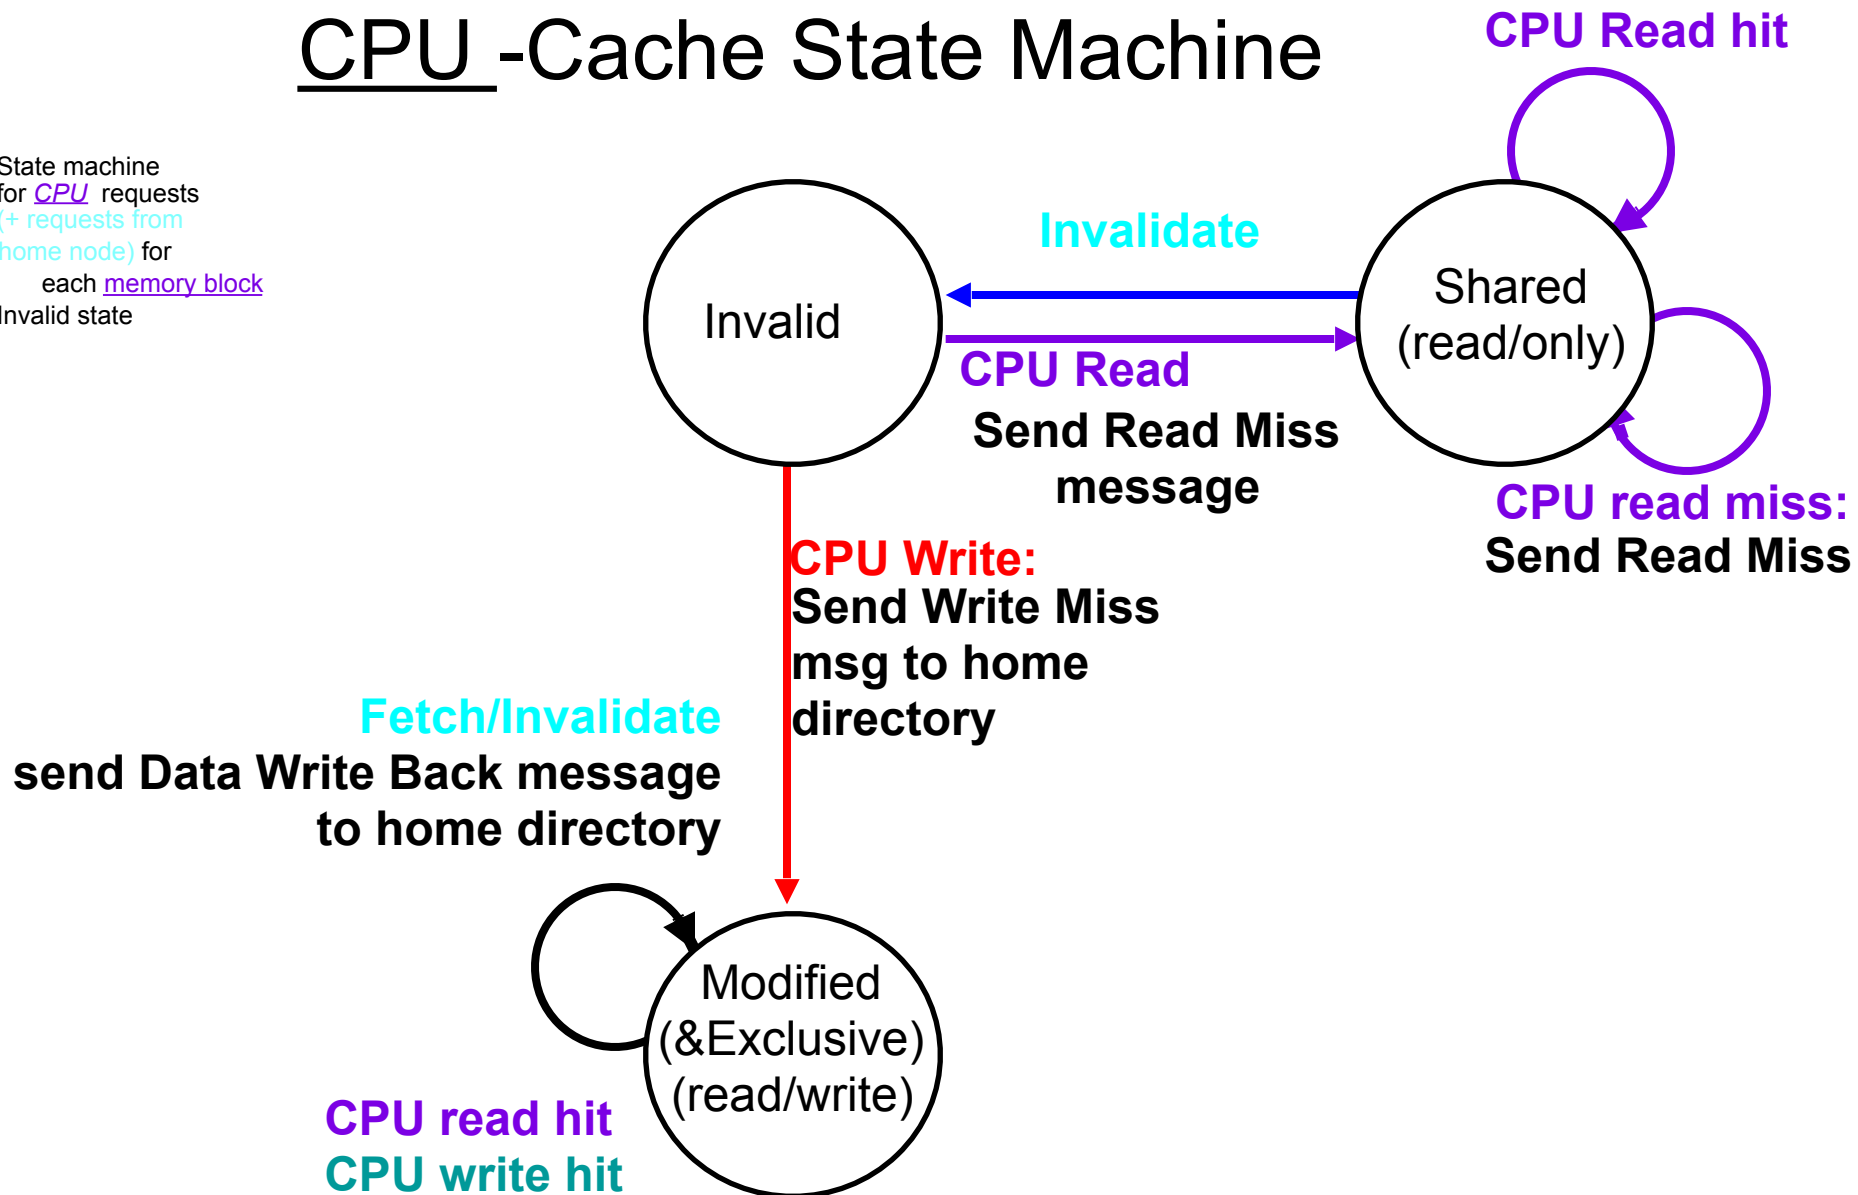 CPU -Cache State Machine
CPU Read hit
State machine
for CPU requests
(+ requests from
home node) for
each memory block
Invalid state
Invalidate
Invalid
Shared
(read/only)
CPU Read
Send Read Miss
message
CPU read miss:
Send Read Miss
CPU Write:
Send Write Miss
msg to home
directory
Fetch/Invalidate
send Data Write Back message
to home directory
Modified
(&Exclusive)
(read/write)
CPU read hit
CPU write hit